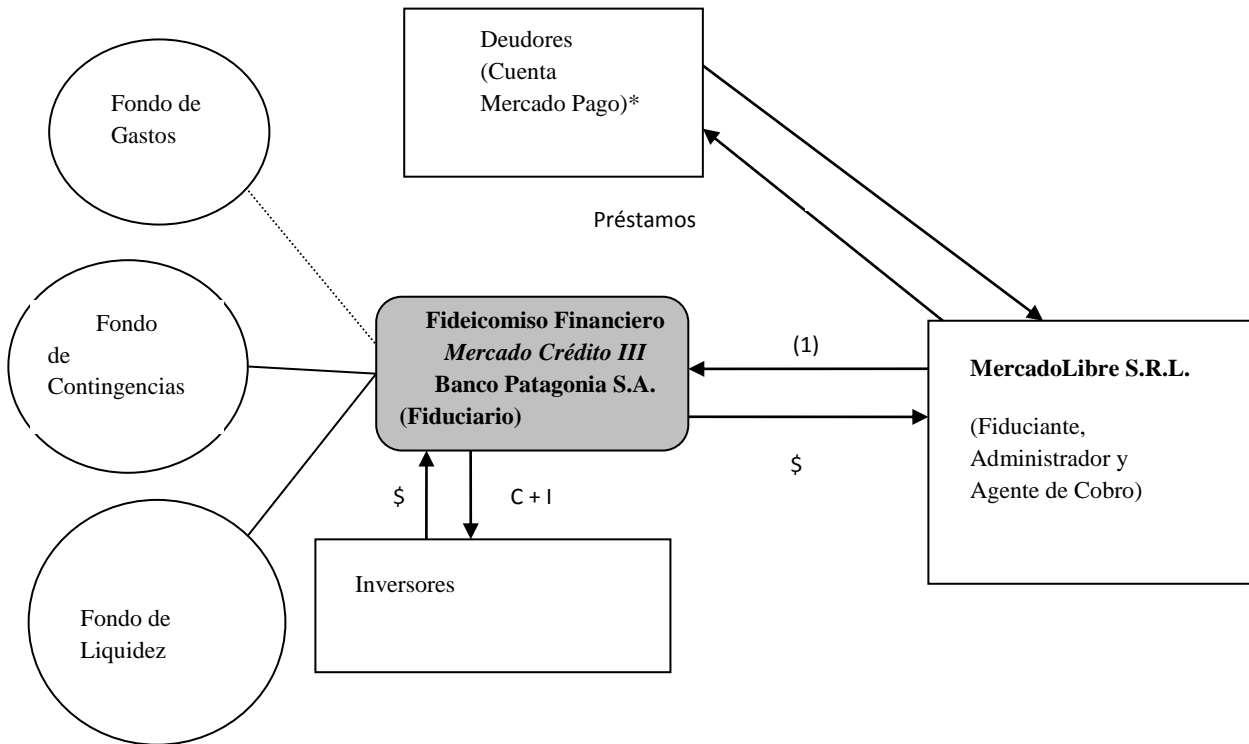 Deudores
(Cuenta
Mercado Pago)*
Fondo de
Gastos
Préstamos
Fondo
de
Contingencias
Fideicomiso Financiero
Mercado Crédito III
Banco Patagonia S.A.
(Fiduciario)
(1)
MercadoLibre S.R.L.
(Fiduciante,
Administrador y
Agente de Cobro)
$
$
C + I
Inversores
Fondo de
Liquidez